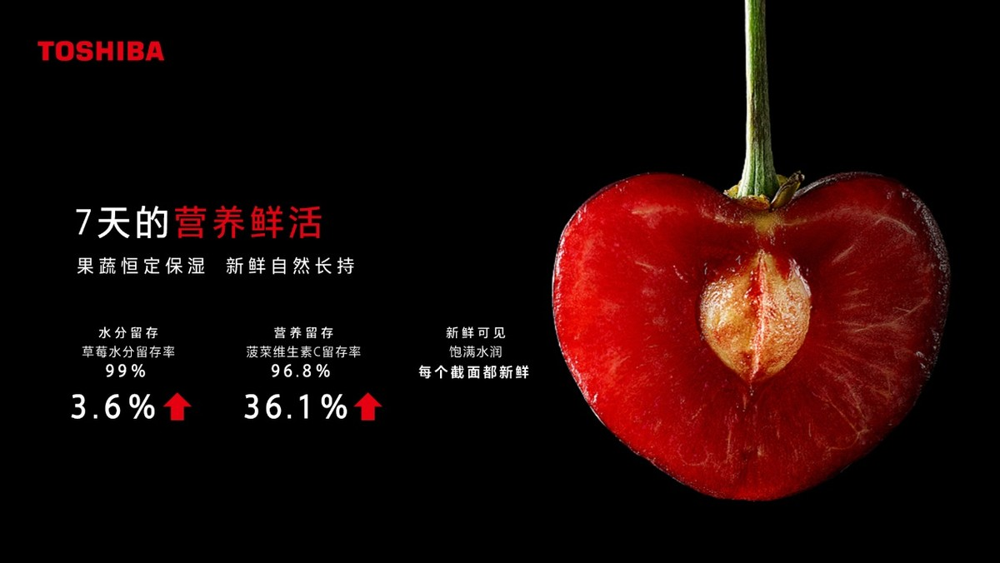 TOSHIBA
7天的营养鲜活
果蔬恒定保湿 新鲜自然长持
水分留存
草莓水分留存率
99%
3.6%
营养留存
菠菜维生素C留存率
96.8%
36.1%
新鲜可见
饱满水润
每个截面都新鲜